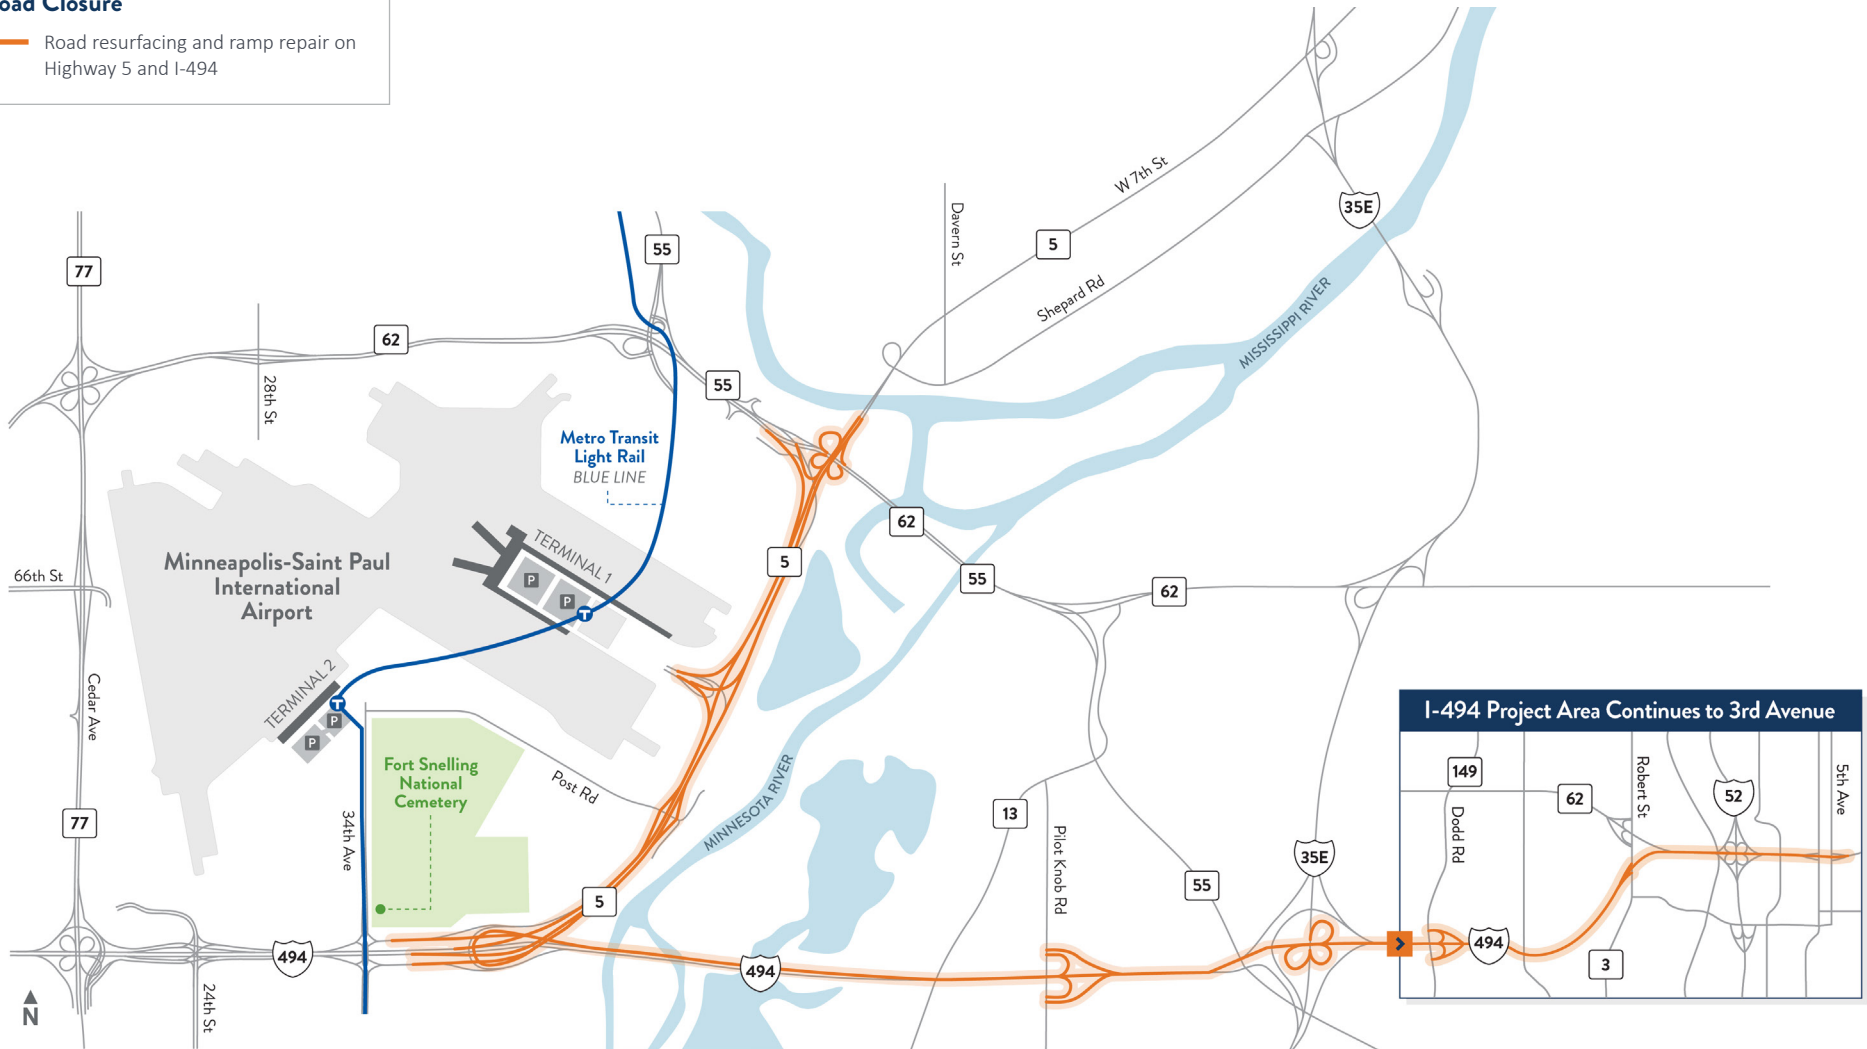 Road resurfacing and ramp repair on
Highway 5 and I-494
Closure
W 7th St
35E
Davern St
5
55
77
Shepard Rd
MISSISSIPPI RIVER
62
28th St
55
Metro Transit
Light Rail
BLUE LINE
62
5
TERMINAL 1
P
P
T
Minneapolis-Saint Paul
International
Airport
66th St
55
62
TERMINAL 2
T
P
P
Cedar Ave
I-494 Project Area Continues to 3rd Avenue
149
62
Robert St
52
5th Ave
Dodd Rd
494
3
Fort Snelling
National
Cemetery
Post Rd
MINNESOTA RIVER
77
34th Ave
13
Pilot Knob Rd
35E
55
5
494
494
24th St
N